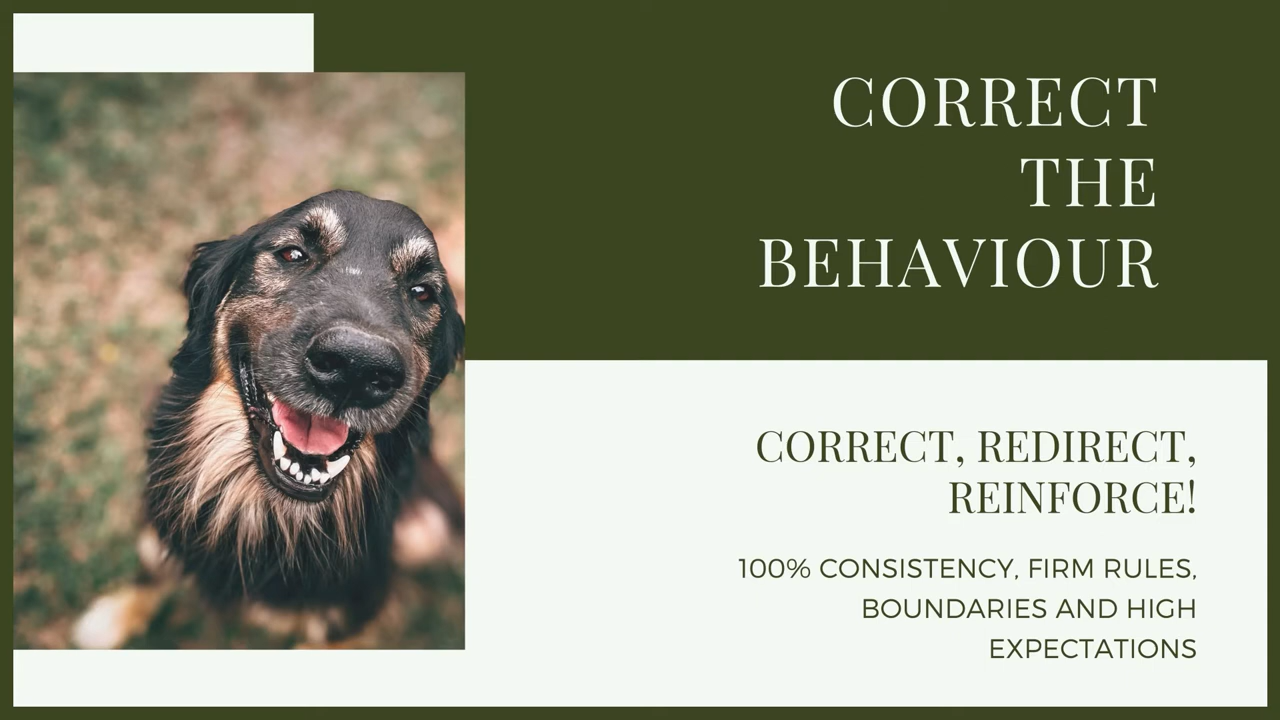 CORRECT
THE
BEHAVIOUR
CORRECT, REDIRECT,
REINFORCE!
100% CONSISTENCY, FIRM RULES,
BOUNDARIES AND HIGH
EXPECTATIONS